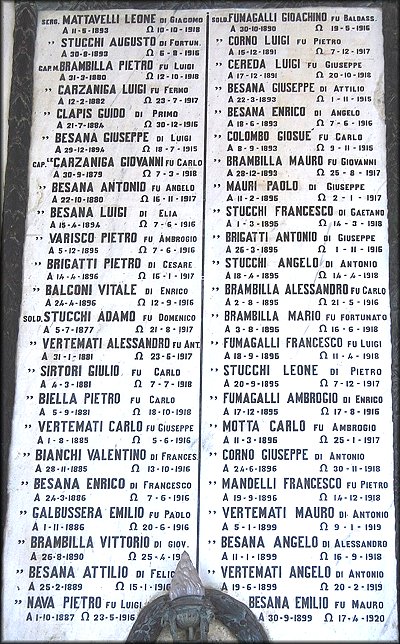 SERG. MATTAVELLI LEONE DI GIACOMO
A 11-5-1893 Ω 10-10-1918
" STUCCHI AUGUSTO DI FORTUN.
A 30-8-1893 Ω 6-8-1916
CAP.M. BRAMBILLA PIETRO FU LUIGI
A 31-3-1880 Ω 12-10-1918
" CARZANIGA LUIGI FU FERMO
A 12-2-1882 Ω 23-7-1917
" CLAPIS GUIDO DI PRIMO
A 21-7-1884 Ω 30-12-1916
" BESANA GIUSEPPE DI LUIGI
A 29-12-1894 Ω 18-7-1915
CAP. "CARZANIGA GIOVANNI FU CARLO
A 30-9-1879 Ω 7-3-1918
" BESANA ANTONIO FU ANGELO
A 22-10-1880 Ω 16-11-1917
" BESANA LUIGI DI ELIA
A 15-4-1894 Ω 7-6-1916
" VARISCO PIETRO FU AMBROGIO
A 5-12-1895 Ω 7-6-1916
" BRIGATTI PIETRO DI CESARE
A 14-4-1896 Ω 16-1-1917
" BALCONI VITALE DI ENRICO
A 24-4-1896 Ω 12-9-1916
SOLD. STUCCHI ADAMO FU DOMENICO
A 5-7-1877 Ω 21-8-1917
" VERTEMATI ALESSANDRO FU ANT.
A 31-1-1881 Ω 23-6-1917
" SIRTORI GIULIO FU CARLO
A 4-3-1881 Ω 7-7-1918
" BIELLA PIETRO FU CARLO
A 5-9-1881 Ω 18-10-1918
" VERTEMATI CARLO FU GIUSEPPE
A 1-8-1885 Ω 5-6-1916
" BIANCHI VALENTINO DI FRANCES.
A 28-11-1885 Ω 13-10-1916
" BESANA ENRICO DI FRANCESCO
A 24-3-1886 Ω 7-6-1916
" GALBUSSERA EMILIO FU PAOLO
A 1-11-1886 Ω 20-6-1916
" BRAMBILLA VITTORIO DI GIOV.
A 26-8-1890 Ω 25-4-19
" BESANA ATTILIO DI FELIC
A 25-2-1889 Ω 15-1-1916
" NAVA PIETRO FU LUIGI
A 1-10-1887 Ω 23-5-1916
SOLD. FUMAGALLI GIOACHINO FU BALDASS.
A 30-10-1890 Ω 19-5-1916
" CORNO LUIGI FU PIETRO
A 15-12-1891 Ω 7-12-1917
" CEREDA LUIGI FU GIUSEPPE
A 17-12-1891 Ω 20-10-1918
" BESANA GIUSEPPE DI ATTILIO
A 22-3-1893 Ω 1-11-1915
" BESANA ENRICO DI ANGELO
A 18-6-1893 Ω 7-6-1916
" COLOMBO GIOSUE' FU CARLO
A 8-9-1893 Ω 9-11-1915
" BRAMBILLA MAURO FU GIOVANNI
A 28-12-1893 Ω 25-8-1917
" MAURI PAOLO DI GIUSEPPE
A 11-2-1895 Ω 2-1-1917
" STUCCHI FRANCESCO DI GAETANO
A 1-3-1895 Ω 14-3-1918
" BRIGATTI ANTONIO DI GIUSEPPE
A 26-3-1895 Ω 1-11-1916
" STUCCHI ANGELO DI ANTONIO
A 18-4-1895 Ω 14-4-1918
" BRAMBILLA ALESSANDRO FU CARLO
A 2-8-1895 Ω 21-5-1916
" BRAMBILLA MARIO FU FORTUNATO
A 3-8-1895 Ω 16-6-1918
" FUMAGALLI FRANCESCO FU LUIGI
A 18-9-1895 Ω 11-4-1918
" STUCCHI LEONE DI PIETRO
A 20-9-1895 Ω 7-12-1917
" FUMAGALLI AMBROGIO DI ENRICO
A 17-12-1895 Ω 17-8-1916
" MOTTA CARLO FU AMBROGIO
A 11-3-1896 Ω 25-1-1917
" CORNO GIUSEPPE DI ANTONIO
A 24-6-1896 Ω 30-11-1918
" MANDELLI FRANCESCO FU PIETRO
A 19-9-1896 Ω 14-12-1918
" VERTEMATI MAURO DI ANTONIO
A 5-1-1899 Ω 9-1-1919
" BESANA ANGELO DI ALESSANDRO
A 11-1-1899 Ω 16-9-1918
" VERTEMATI ANGELO DI ANTONIO
A 19-6-1899 Ω 20-2-1919
BESANA EMILIO FU MAURO
A 30-9-1899 Ω 17-4-1920